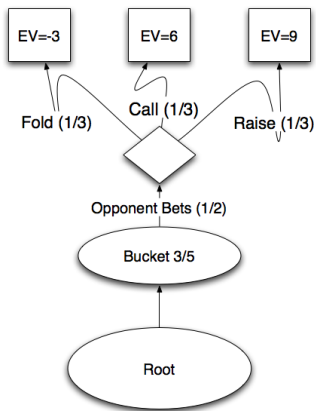 EV=-3
EV=6
EV=9
Fold (1/3)
Call (1/3)
Raise (1/3)
Opponent Bets (1/2)
Bucket 3/5
Root